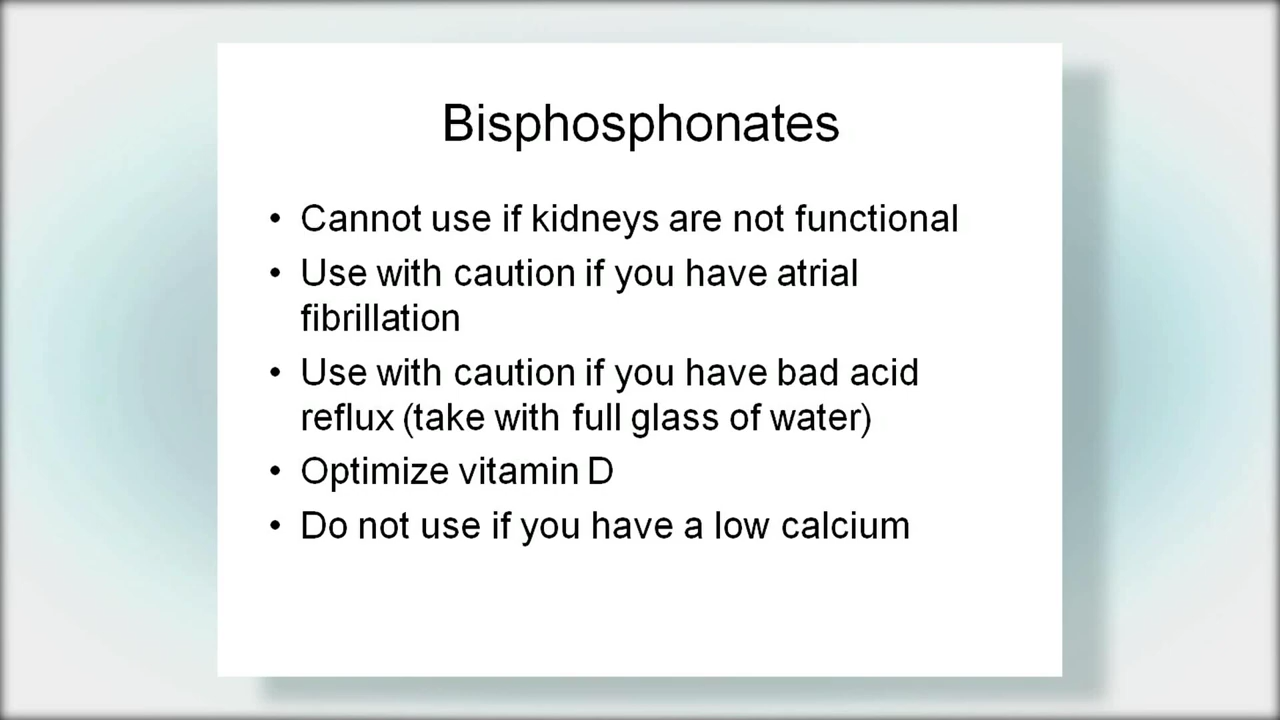 Bisphosphonates
• Cannot use if kidneys are not functional
• Use with caution if you have atrial
fibrillation
• Use with caution if you have bad acid
reflux (take with full glass of water)
• Optimize vitamin D
• Do not use if you have a low calcium